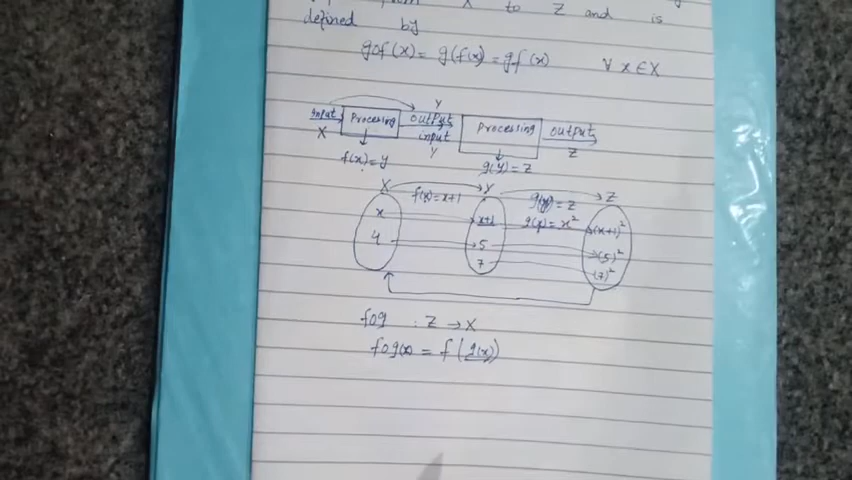 X to Z and is
defined by
gof(x) = g(f(x)) = gf(x) ∀ x ∈ X
Y
input Processing output Processing output
X input Z
Y
f(x)=y g(y)=z
X f(x)=x+1 Y g(y)=z Z
x x+1 g(x)=x² (x+1)²
4 5 (5)²
7 (7)²
fog : Z → X
fog(x) = f(g(x))